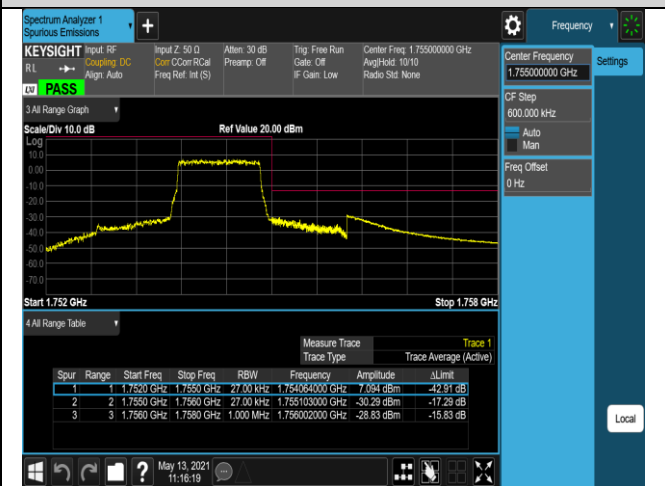 Spectrum Analyzer 1
Spurious Emissions
+
Frequency
KEYSIGHT Input: RF Input Z: 50 Ω Atten: 30 dB Trig: Free Run Center Freq: 1.755000000 GHz
RL Coupling: DC Corr CCorr RCal Preamp: Off Gate: Off Avg|Hold: 10/10
Align: Auto Freq Ref: Int (S) IF Gain: Low Radio Std: None
LXI PASS
Center Frequency
1.755000000 GHz
Settings
CF Step
600.000 kHz
Auto
Man
Freq Offset
0 Hz
3 All Range Graph
Scale/Div 10.0 dB Ref Value 20.00 dBm
Log
10.0
0.00
-10.0
-20.0
-30.0
-40.0
-50.0
-60.0
-70.0
Start 1.752 GHz Stop 1.758 GHz
4 All Range Table
Measure Trace Trace 1
Trace Type Trace Average (Active)
Spur Range Start Freq Stop Freq RBW Frequency Amplitude ΔLimit
1 1 1.7520 GHz 1.7550 GHz 27.00 kHz 1.754064000 GHz 7.094 dBm -42.91 dB
2 2 1.7550 GHz 1.7560 GHz 27.00 kHz 1.755103000 GHz -30.29 dBm -17.29 dB
3 3 1.7560 GHz 1.7580 GHz 1.000 MHz 1.756002000 GHz -28.83 dBm -15.83 dB
Local
? May 13, 2021
11:16:19